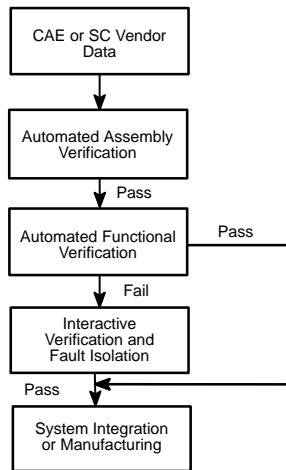 CAE or SC Vendor
Data
Automated Assembly
Verification
Pass
Automated Functional
Verification
Pass
Fail
Interactive
Verification and
Fault Isolation
Pass
System Integration
or Manufacturing